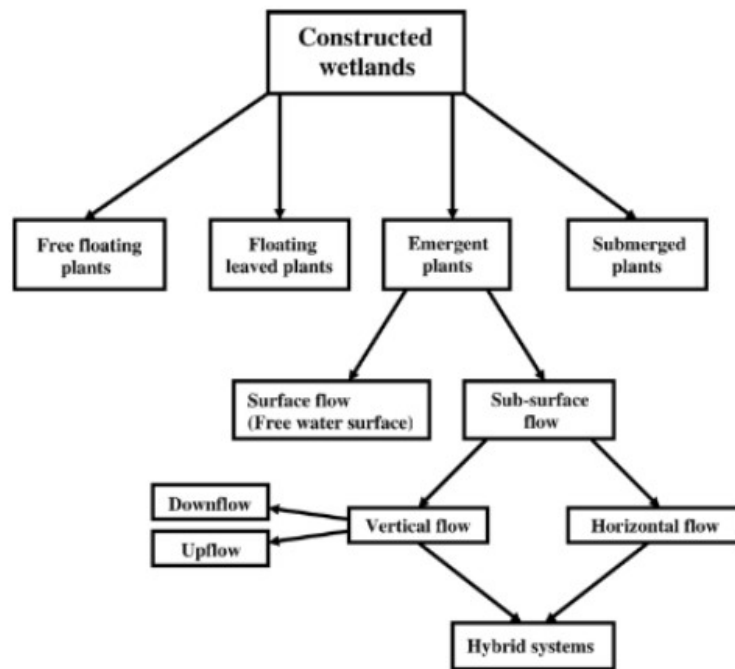 Constructed
wetlands
Free floating
plants
Floating
leaved plants
Emergent
plants
Submerged
plants
Surface flow
(Free water surface)
Sub-surface
flow
Downflow
Upflow
Vertical flow
Horizontal flow
Hybrid systems